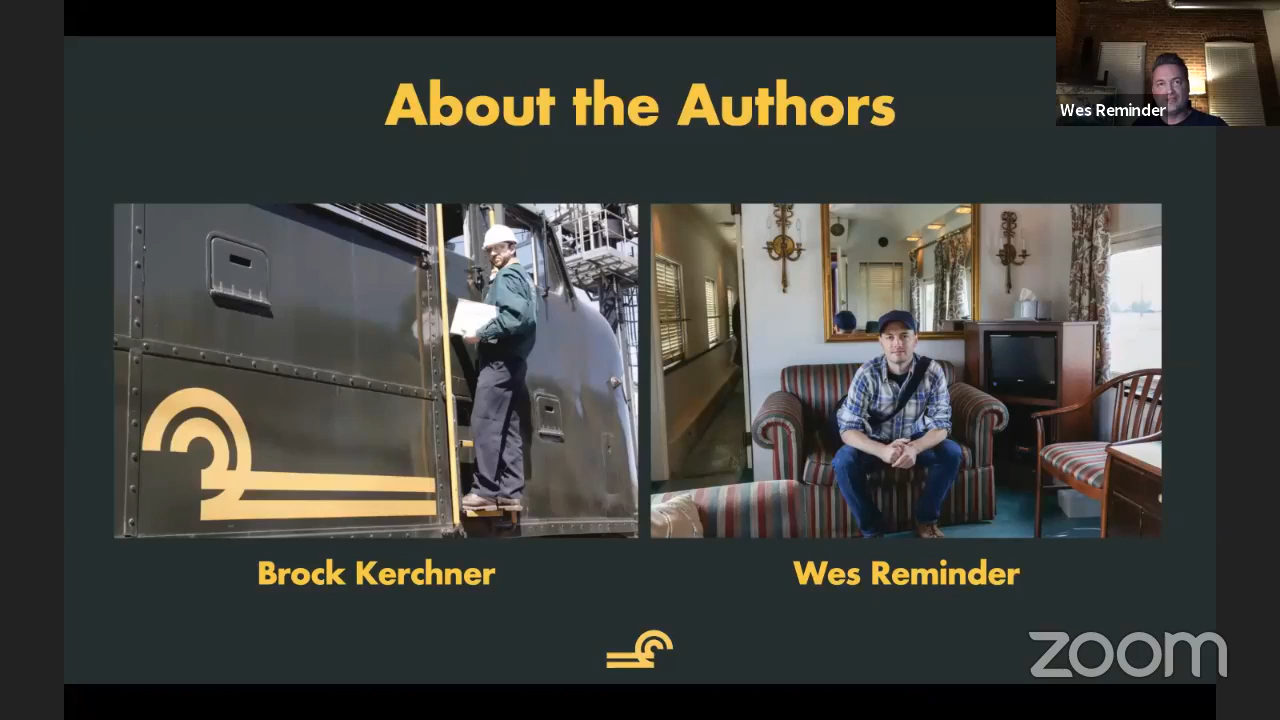 About the Authors
Wes Reminder
Brock Kerchner
Wes Reminder
zoom